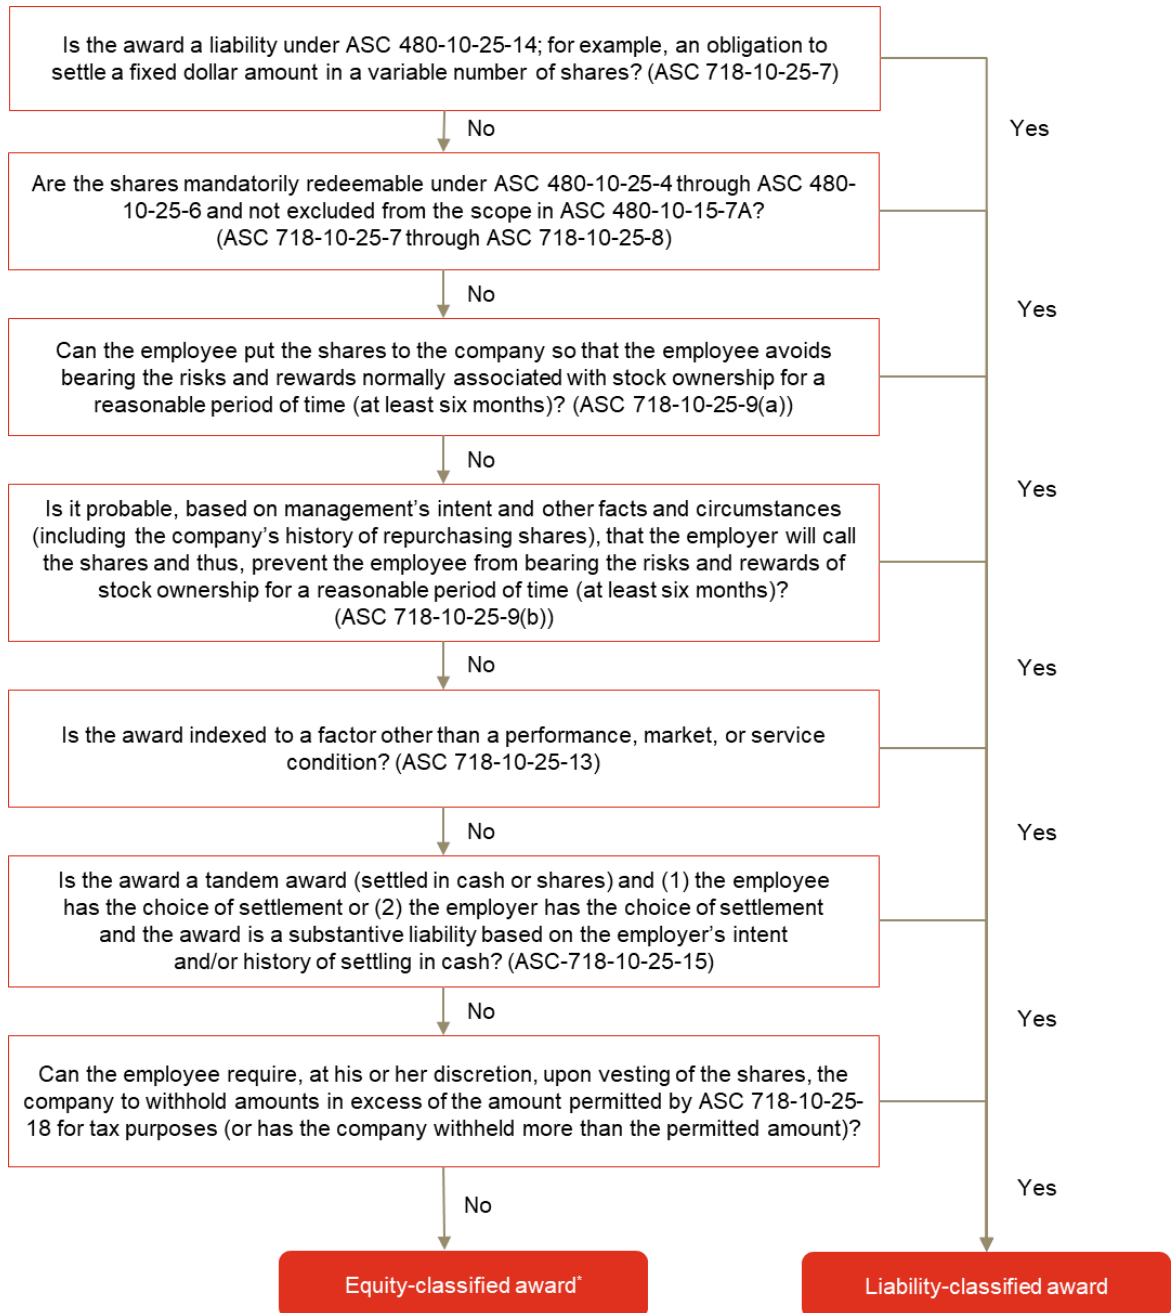 Is the award a liability under ASC 480-10-25-14; for example, an obligation to
settle a fixed dollar amount in a variable number of shares? (ASC 718-10-25-7)
No
Yes
Are the shares mandatorily redeemable under ASC 480-10-25-4 through ASC 480-
10-25-6 and not excluded from the scope in ASC 480-10-15-7A?
(ASC 718-10-25-7 through ASC 718-10-25-8)
No
Yes
Can the employee put the shares to the company so that the employee avoids
bearing the risks and rewards normally associated with stock ownership for a
reasonable period of time (at least six months)? (ASC 718-10-25-9(a))
No
Yes
Is it probable, based on management’s intent and other facts and circumstances
(including the company’s history of repurchasing shares), that the employer will call
the shares and thus, prevent the employee from bearing the risks and rewards of
stock ownership for a reasonable period of time (at least six months)?
(ASC 718-10-25-9(b))
No
Yes
Is the award indexed to a factor other than a performance, market, or service
condition? (ASC 718-10-25-13)
No
Yes
Is the award a tandem award (settled in cash or shares) and (1) the employee
has the choice of settlement or (2) the employer has the choice of settlement
and the award is a substantive liability based on the employer’s intent
and/or history of settling in cash? (ASC-718-10-25-15)
No
Yes
Can the employee require, at his or her discretion, upon vesting of the shares, the
company to withhold amounts in excess of the amount permitted by ASC 718-10-25-
18 for tax purposes (or has the company withheld more than the permitted amount)?
No
Yes
Equity-classified award*
Liability-classified award